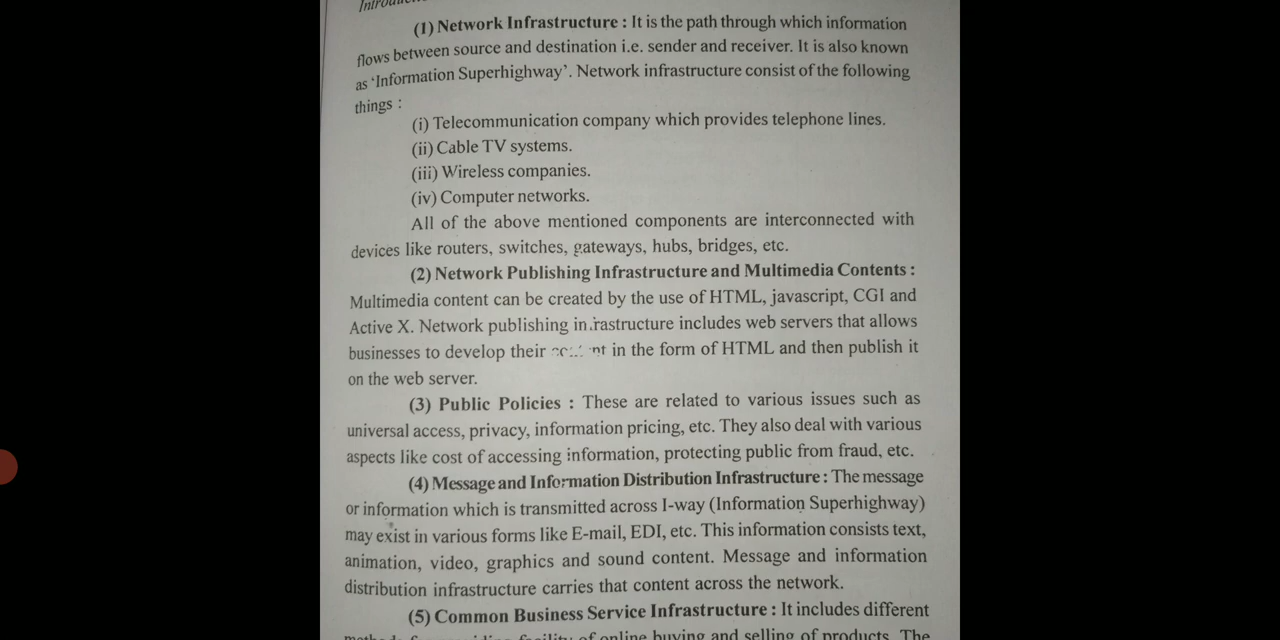 (1) Network Infrastructure : It is the path through which information
flows between source and destination i.e. sender and receiver. It is also known
as 'Information Superhighway'. Network infrastructure consist of the following
things :
(i) Telecommunication company which provides telephone lines.
(ii) Cable TV systems.
(iii) Wireless companies.
(iv) Computer networks.
All of the above mentioned components are interconnected with
devices like routers, switches, gateways, hubs, bridges, etc.
(2) Network Publishing Infrastructure and Multimedia Contents :
Multimedia content can be created by the use of HTML, javascript, CGI and
Active X. Network publishing infrastructure includes web servers that allows
businesses to develop their in the form of HTML and then publish it
on the web server.
(3) Public Policies : These are related to various issues such as
universal access, privacy, information pricing, etc. They also deal with various
aspects like cost of accessing information, protecting public from fraud, etc.
(4) Message and Information Distribution Infrastructure : The message
or information which is transmitted across I-way (Information Superhighway)
may exist in various forms like E-mail, EDI, etc. This information consists text,
animation, video, graphics and sound content. Message and information
distribution infrastructure carries that content across the network.
(5) Common Business Service Infrastructure : It includes different
of online buying and selling of products. The